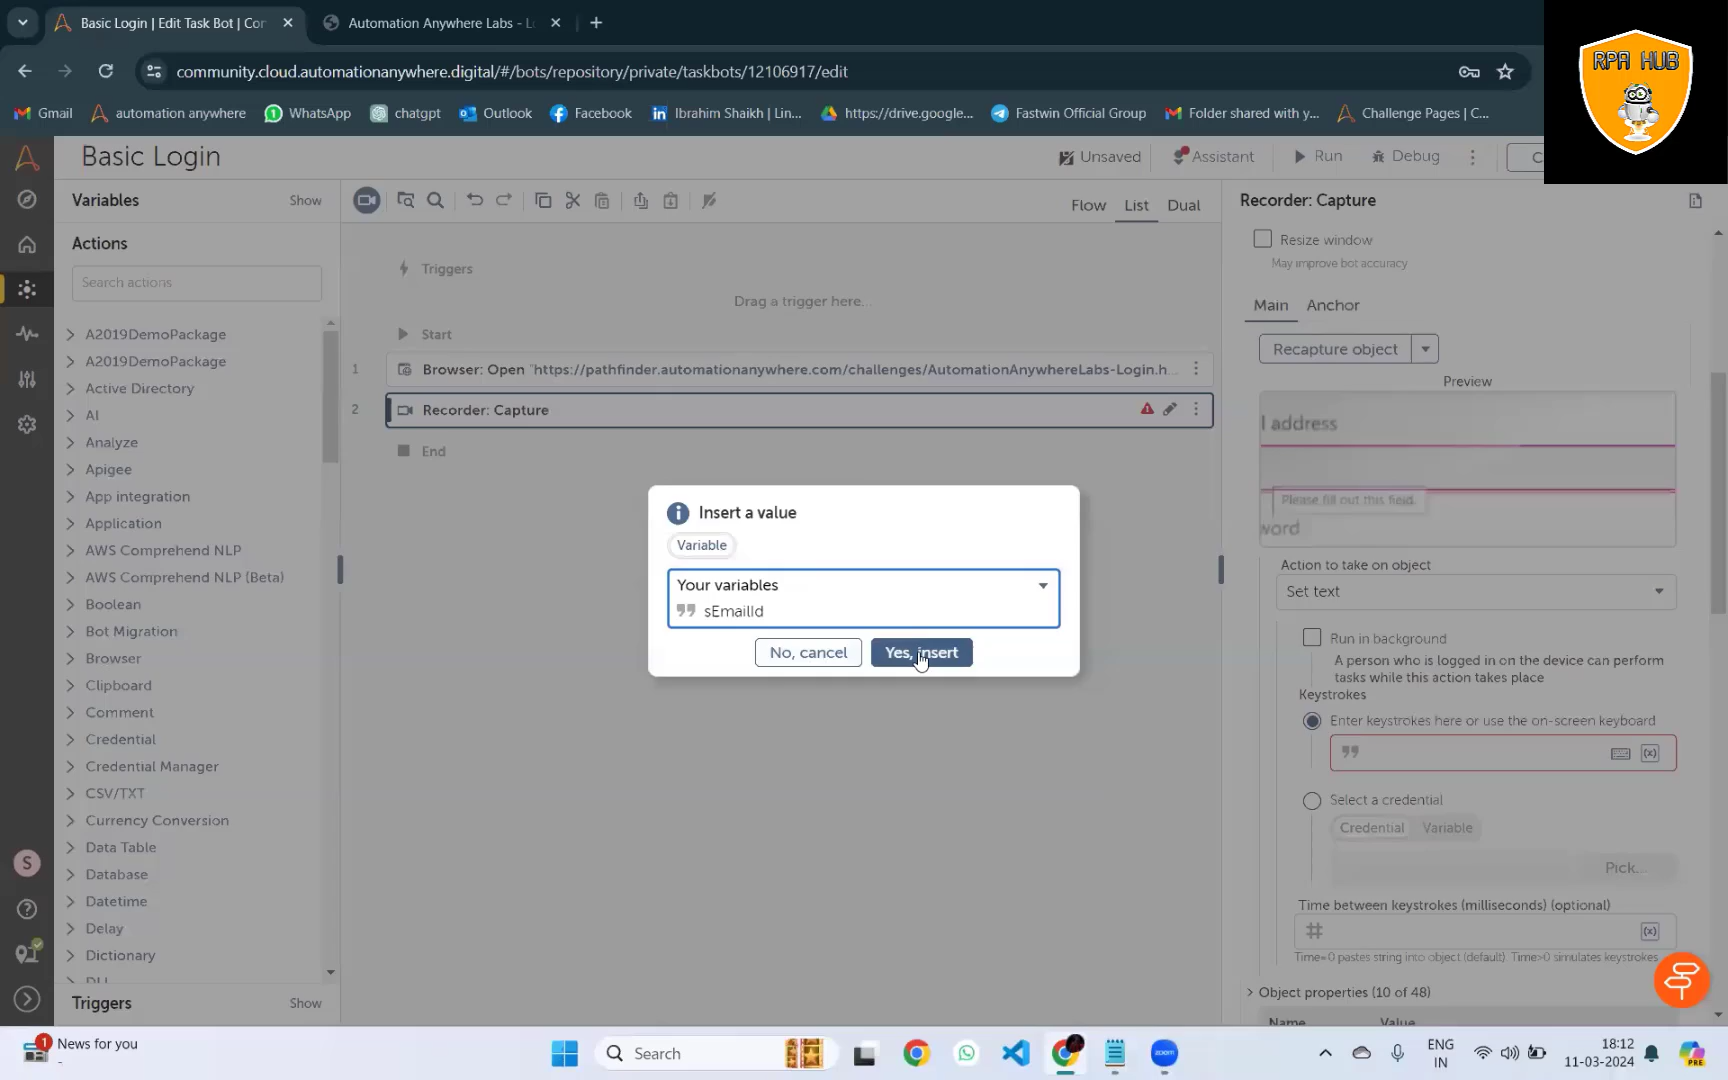 Basic Login | Edit Task Bot | Cor
Automation Anywhere Labs - Lo
RPA HUB
community.cloud.automationanywhere.digital/#/bots/repository/private/taskbots/12106917/edit
Gmail
automation anywhere
WhatsApp
chatgpt
Outlook
Facebook
Ibrahim Shaikh | Lin...
https://drive.google...
Fastwin Official Group
Folder shared with y...
Challenge Pages | C...
Basic Login
Unsaved
Assistant
Run
Debug
C
Variables
Show
Flow
List
Dual
Recorder: Capture
Actions
Search actions
A2019DemoPackage
A2019DemoPackage
Active Directory
AI
Analyze
Apigee
App integration
Application
AWS Comprehend NLP
AWS Comprehend NLP (Beta)
Boolean
Bot Migration
Browser
Clipboard
Comment
Credential
Credential Manager
CSV/TXT
Currency Conversion
Data Table
Database
Datetime
Delay
Dictionary
DLL
Triggers
Show
S
Triggers
Drag a trigger here...
Start
1
Browser: Open "https://pathfinder.automationanywhere.com/challenges/AutomationAnywhereLabs-Login.h...
2
Recorder: Capture
End
Insert a value
Variable
Your variables
sEmailId
No, cancel
Yes, insert
Resize window
May improve bot accuracy
Main
Anchor
Recapture object
Preview
l address
Please fill out this field.
word
Action to take on object
Set text
Run in background
A person who is logged in on the device can perform
tasks while this action takes place
Keystrokes
Enter keystrokes here or use the on-screen keyboard
(x)
Select a credential
Credential
Variable
Pick...
Time between keystrokes (milliseconds) (optional)
(x)
Time=0 pastes string into object (default). Time>0 simulates keystrokes
Object properties (10 of 48)
Name
Value
1
News for you
-
Search
zoom
ENG
IN
18:12
11-03-2024
PRE